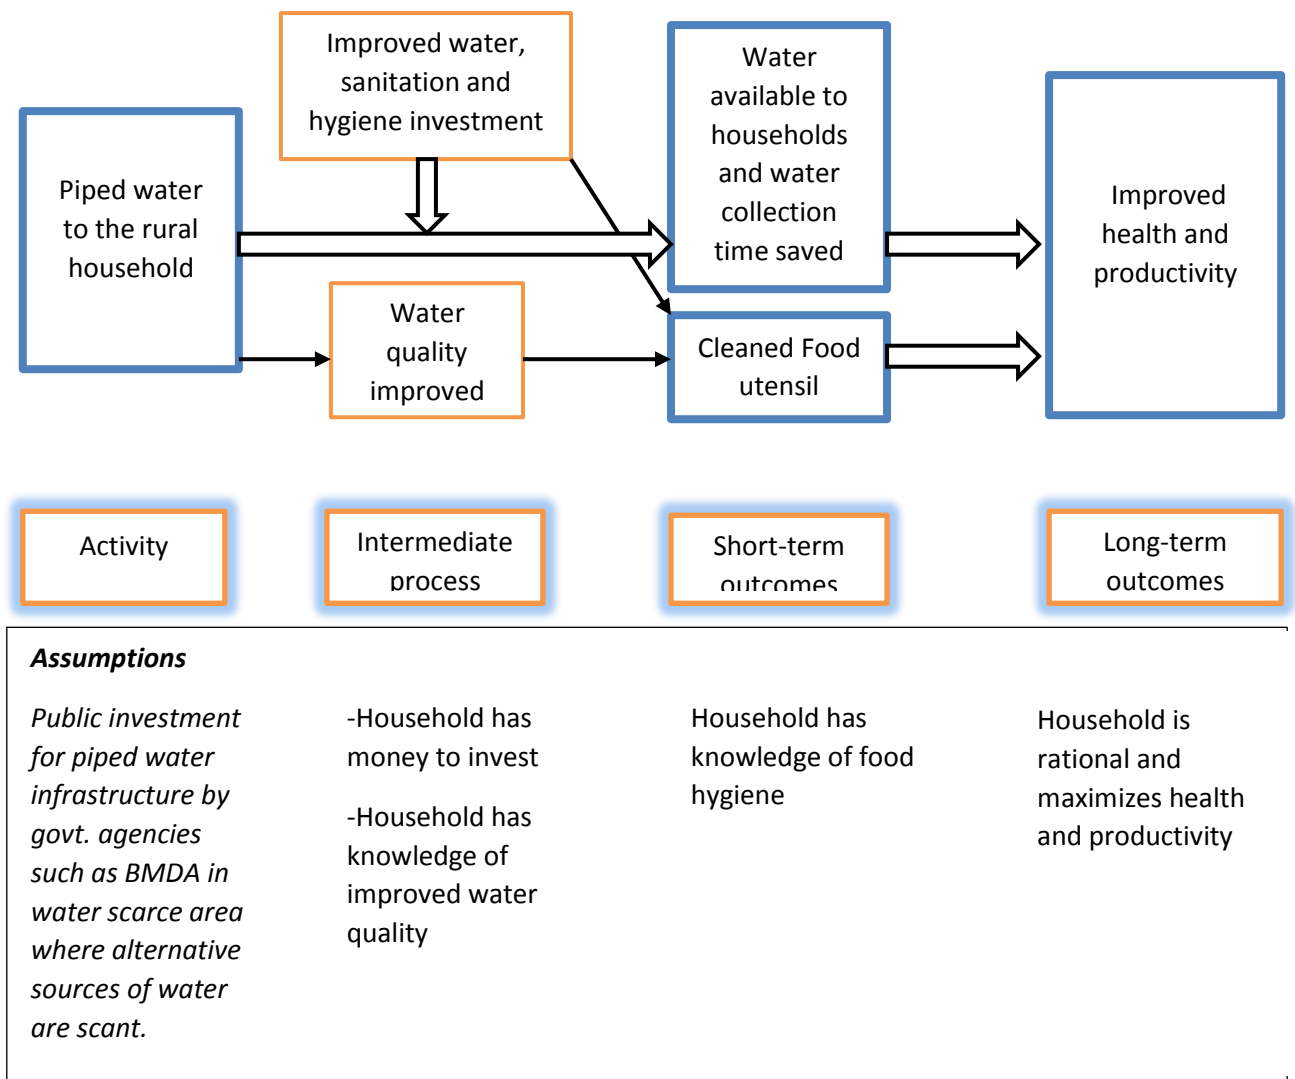 Improved water,
sanitation and
hygiene investment
Water
available to
households
and water
collection
time saved
Piped water
to the rural
household
Improved
health and
productivity
Water
quality
improved
Cleaned Food
utensil
Activity
Intermediate
process
Short-term
outcomes
Long-term
outcomes
Assumptions
Public investment
for piped water
infrastructure by
govt. agencies
such as BMDA in
water scarce area
where alternative
sources of water
are scant.
-Household has
money to invest
-Household has
knowledge of
improved water
quality
Household has
knowledge of food
hygiene
Household is
rational and
maximizes health
and productivity